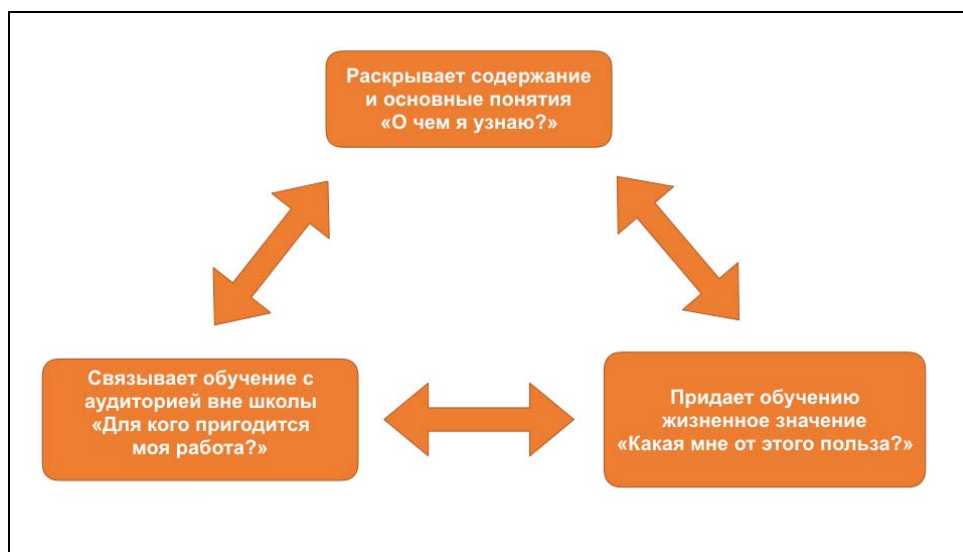 Раскрывает содержание
и основные понятия
«О чем я узнаю?»
Связывает обучение с
аудиторией вне школы
«Для кого пригодится
моя работа?»
Придает обучению
жизненное значение
«Какая мне от этого польза?»